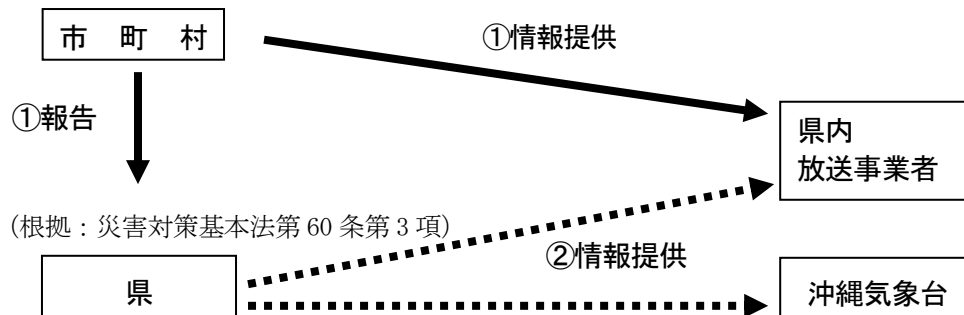 市 町 村
①情報提供
①報告
県内
放送事業者
(根拠:災害対策基本法第 60 条第 3 項)
②情報提供
県
沖縄気象台